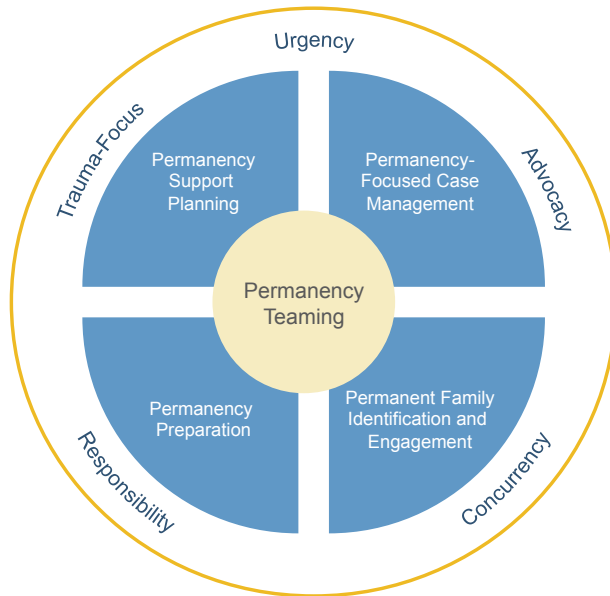 Urgency
Trauma-Focus
Advocacy
Permanency
Support
Planning
Permanency-
Focused Case
Management
Permanency
Teaming
Permanency
Preparation
Permanent Family
Identification and
Engagement
Responsibility
Concurrency